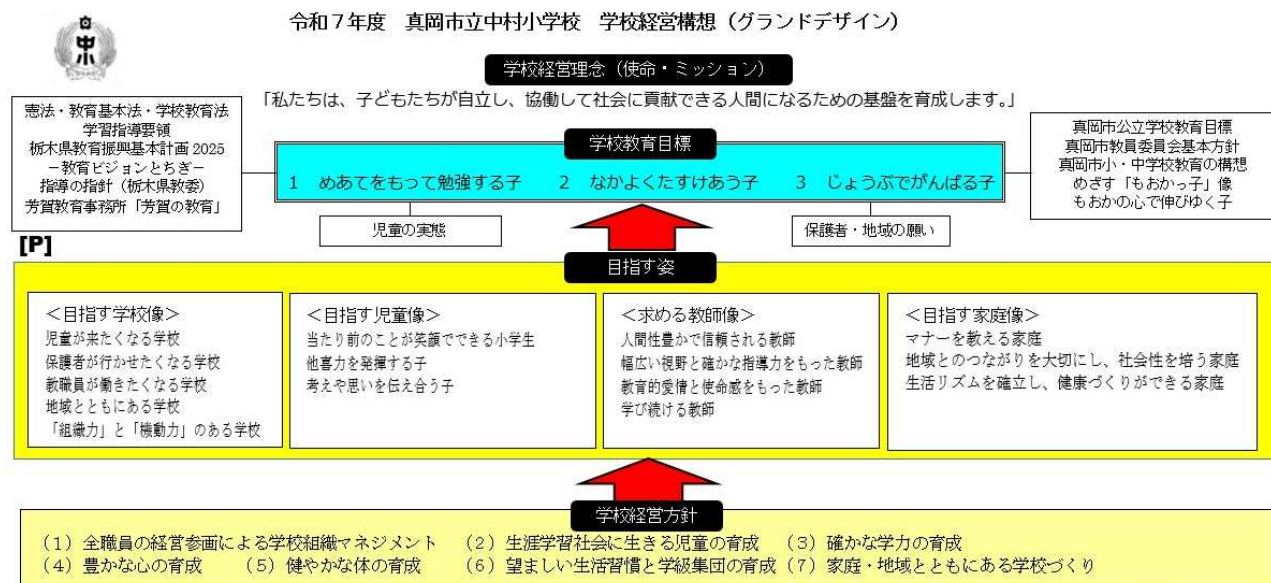 令和7年度 真岡市立中村小学校 学校経営構想（グランドデザイン）
中小
学校経営理念（使命・ミッション）
「私たちは、子どもたちが自立し、協働して社会に貢献できる人間になるための基盤を育成します。」
憲法・教育基本法・学校教育法
学習指導要領
栃木県教育振興基本計画2025
－教育ビジョンとちぎ－
指導の指針（栃木県教委）
芳賀教育事務所「芳賀の教育」
学校教育目標
1 めあてをもって勉強する子 2 なかよくたすけあう子 3 じょうぶでがんばる子
真岡市公立学校教育目標
真岡市教員委員会基本方針
真岡市小・中学校教育の構想
めざす「もおかっ子」像
もおかの心で伸びゆく子
児童の実態
保護者・地域の願い
[P]
目指す姿
＜目指す学校像＞
児童が来たくなる学校
保護者が行かせたくなる学校
教職員が働きたくなる学校
地域とともにある学校
「組織力」と「機動力」のある学校
＜目指す児童像＞
当たり前のことが笑顔でできる小学生
他喜力を発揮する子
考えや思いを伝え合う子
＜求める教師像＞
人間性豊かで信頼される教師
幅広い視野と確かな指導力をもった教師
教育的愛情と使命感をもった教師
学び続ける教師
＜目指す家庭像＞
マナーを教える家庭
地域とのつながりを大切にし、社会性を培う家庭
生活リズムを確立し、健康づくりができる家庭
学校経営方針
（1）全職員の経営参画による学校組織マネジメント （2）生涯学習社会に生きる児童の育成 （3）確かな学力の育成
（4）豊かな心の育成 （5）健やかな体の育成 （6）望ましい生活習慣と学級集団の育成（7）家庭・地域とともにある学校づくり